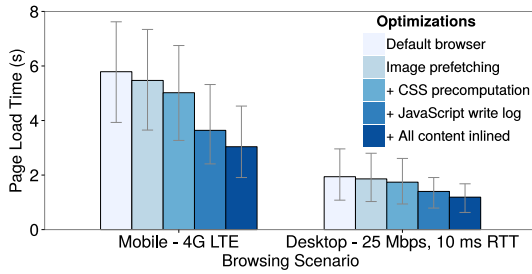 Optimizations
Default browser
Image prefetching
+ CSS precomputation
+ JavaScript write log
+ All content inlined
Page Load Time (s)
8
6
4
2
0
Mobile - 4G LTE
Desktop - 25 Mbps, 10 ms RTT
Browsing Scenario